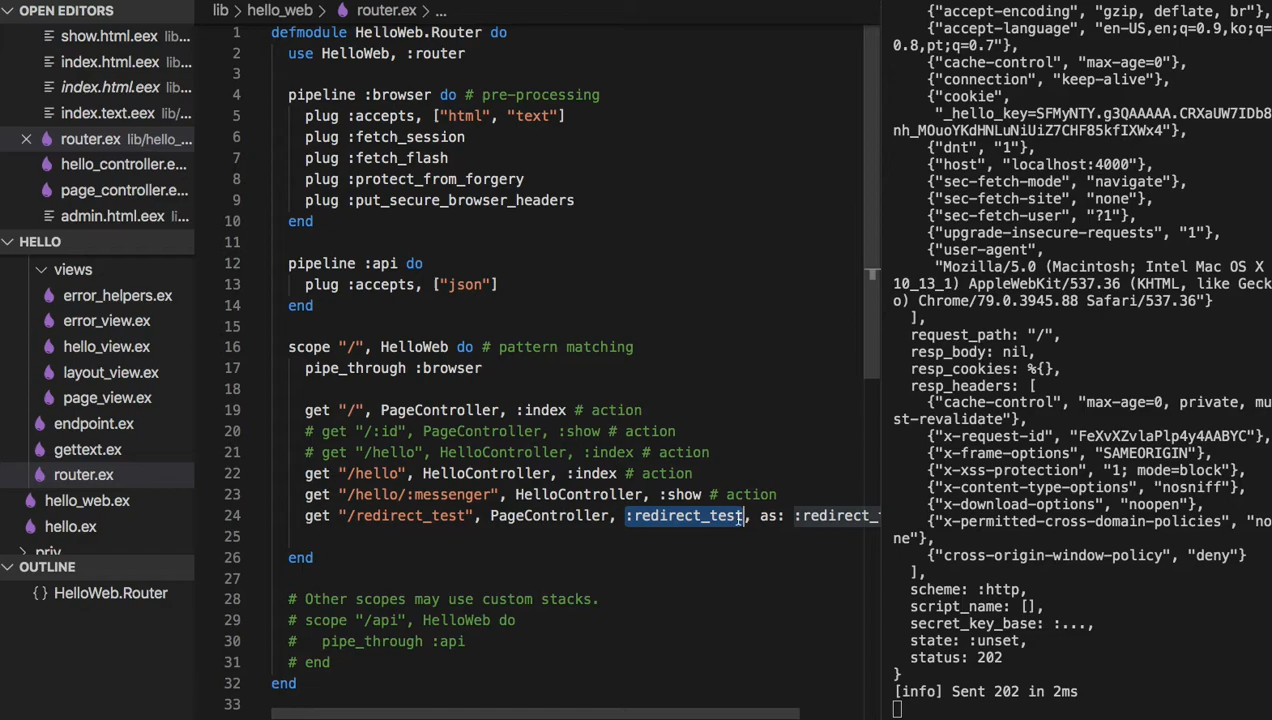 OPEN EDITORS
show.html.eex lib...
index.html.eex lib...
index.html.eex lib...
index.text.eex lib/...
router.ex lib/hello_...
hello_controller.e...
page_controller.e...
admin.html.eex li...
HELLO
views
error_helpers.ex
error_view.ex
hello_view.ex
layout_view.ex
page_view.ex
endpoint.ex
gettext.ex
router.ex
hello_web.ex
hello.ex
priv
OUTLINE
{} HelloWeb.Router
lib > hello_web > router.ex > ...
1 defmodule HelloWeb.Router do
2 use HelloWeb, :router
3
4 pipeline :browser do # pre-processing
5 plug :accepts, ["html", "text"]
6 plug :fetch_session
7 plug :fetch_flash
8 plug :protect_from_forgery
9 plug :put_secure_browser_headers
10 end
11
12 pipeline :api do
13 plug :accepts, ["json"]
14 end
15
16 scope "/", HelloWeb do # pattern matching
17 pipe_through :browser
18
19 get "/", PageController, :index # action
20 # get "/:id", PageController, :show # action
21 # get "/hello", HelloController, :index # action
22 get "/hello", HelloController, :index # action
23 get "/hello/:messenger", HelloController, :show # action
24 get "/redirect_test", PageController, :redirect_test, as: :redirect_
25
26 end
27
28 # Other scopes may use custom stacks.
29 # scope "/api", HelloWeb do
30 # pipe_through :api
31 # end
32 end
33
{"accept-encoding", "gzip, deflate, br"},
{"accept-language", "en-US,en;q=0.9,ko;q=
0.8,pt;q=0.7"},
{"cache-control", "max-age=0"},
{"connection", "keep-alive"},
{"cookie",
"_hello_key=SFMyNTY.g3QAAAAA.CRXaUW7IDb8
nh_MOuoYKdHNLuNiUiZ7CHF85kfIXWx4"},
{"dnt", "1"},
{"host", "localhost:4000"},
{"sec-fetch-mode", "navigate"},
{"sec-fetch-site", "none"},
{"sec-fetch-user", "?1"},
{"upgrade-insecure-requests", "1"},
{"user-agent",
"Mozilla/5.0 (Macintosh; Intel Mac OS X
10_13_1) AppleWebKit/537.36 (KHTML, like Geck
o) Chrome/79.0.3945.88 Safari/537.36"}
],
request_path: "/",
resp_body: nil,
resp_cookies: %{},
resp_headers: [
{"cache-control", "max-age=0, private, mu
st-revalidate"},
{"x-request-id", "FeXvXZvlaPlp4y4AABYC"},
{"x-frame-options", "SAMEORIGIN"},
{"x-xss-protection", "1; mode=block"},
{"x-content-type-options", "nosniff"},
{"x-download-options", "noopen"},
{"x-permitted-cross-domain-policies", "no
ne"},
{"cross-origin-window-policy", "deny"}
],
scheme: :http,
script_name: [],
secret_key_base: :...,
state: :unset,
status: 202
}
[info] Sent 202 in 2ms